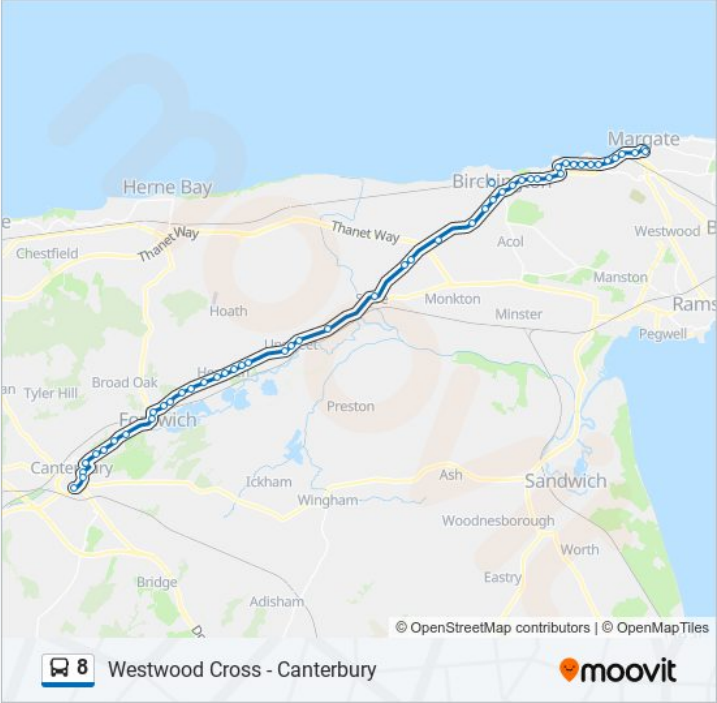 Margate
Herne Bay
Thanet Way
Thanet Way
Chestfield
Acol
Westwood
Manston
Monkton
Minster
Pegwell
Hoath
Broad Oak
Tyler Hill
Preston
Canterbury
Ickham
Wingham
Ash
Sandwich
Woodnesborough
Worth
Eastry
Bridge
Adisham
© OpenStreetMap contributors | © OpenMapTiles
8 Westwood Cross - Canterbury
moovit